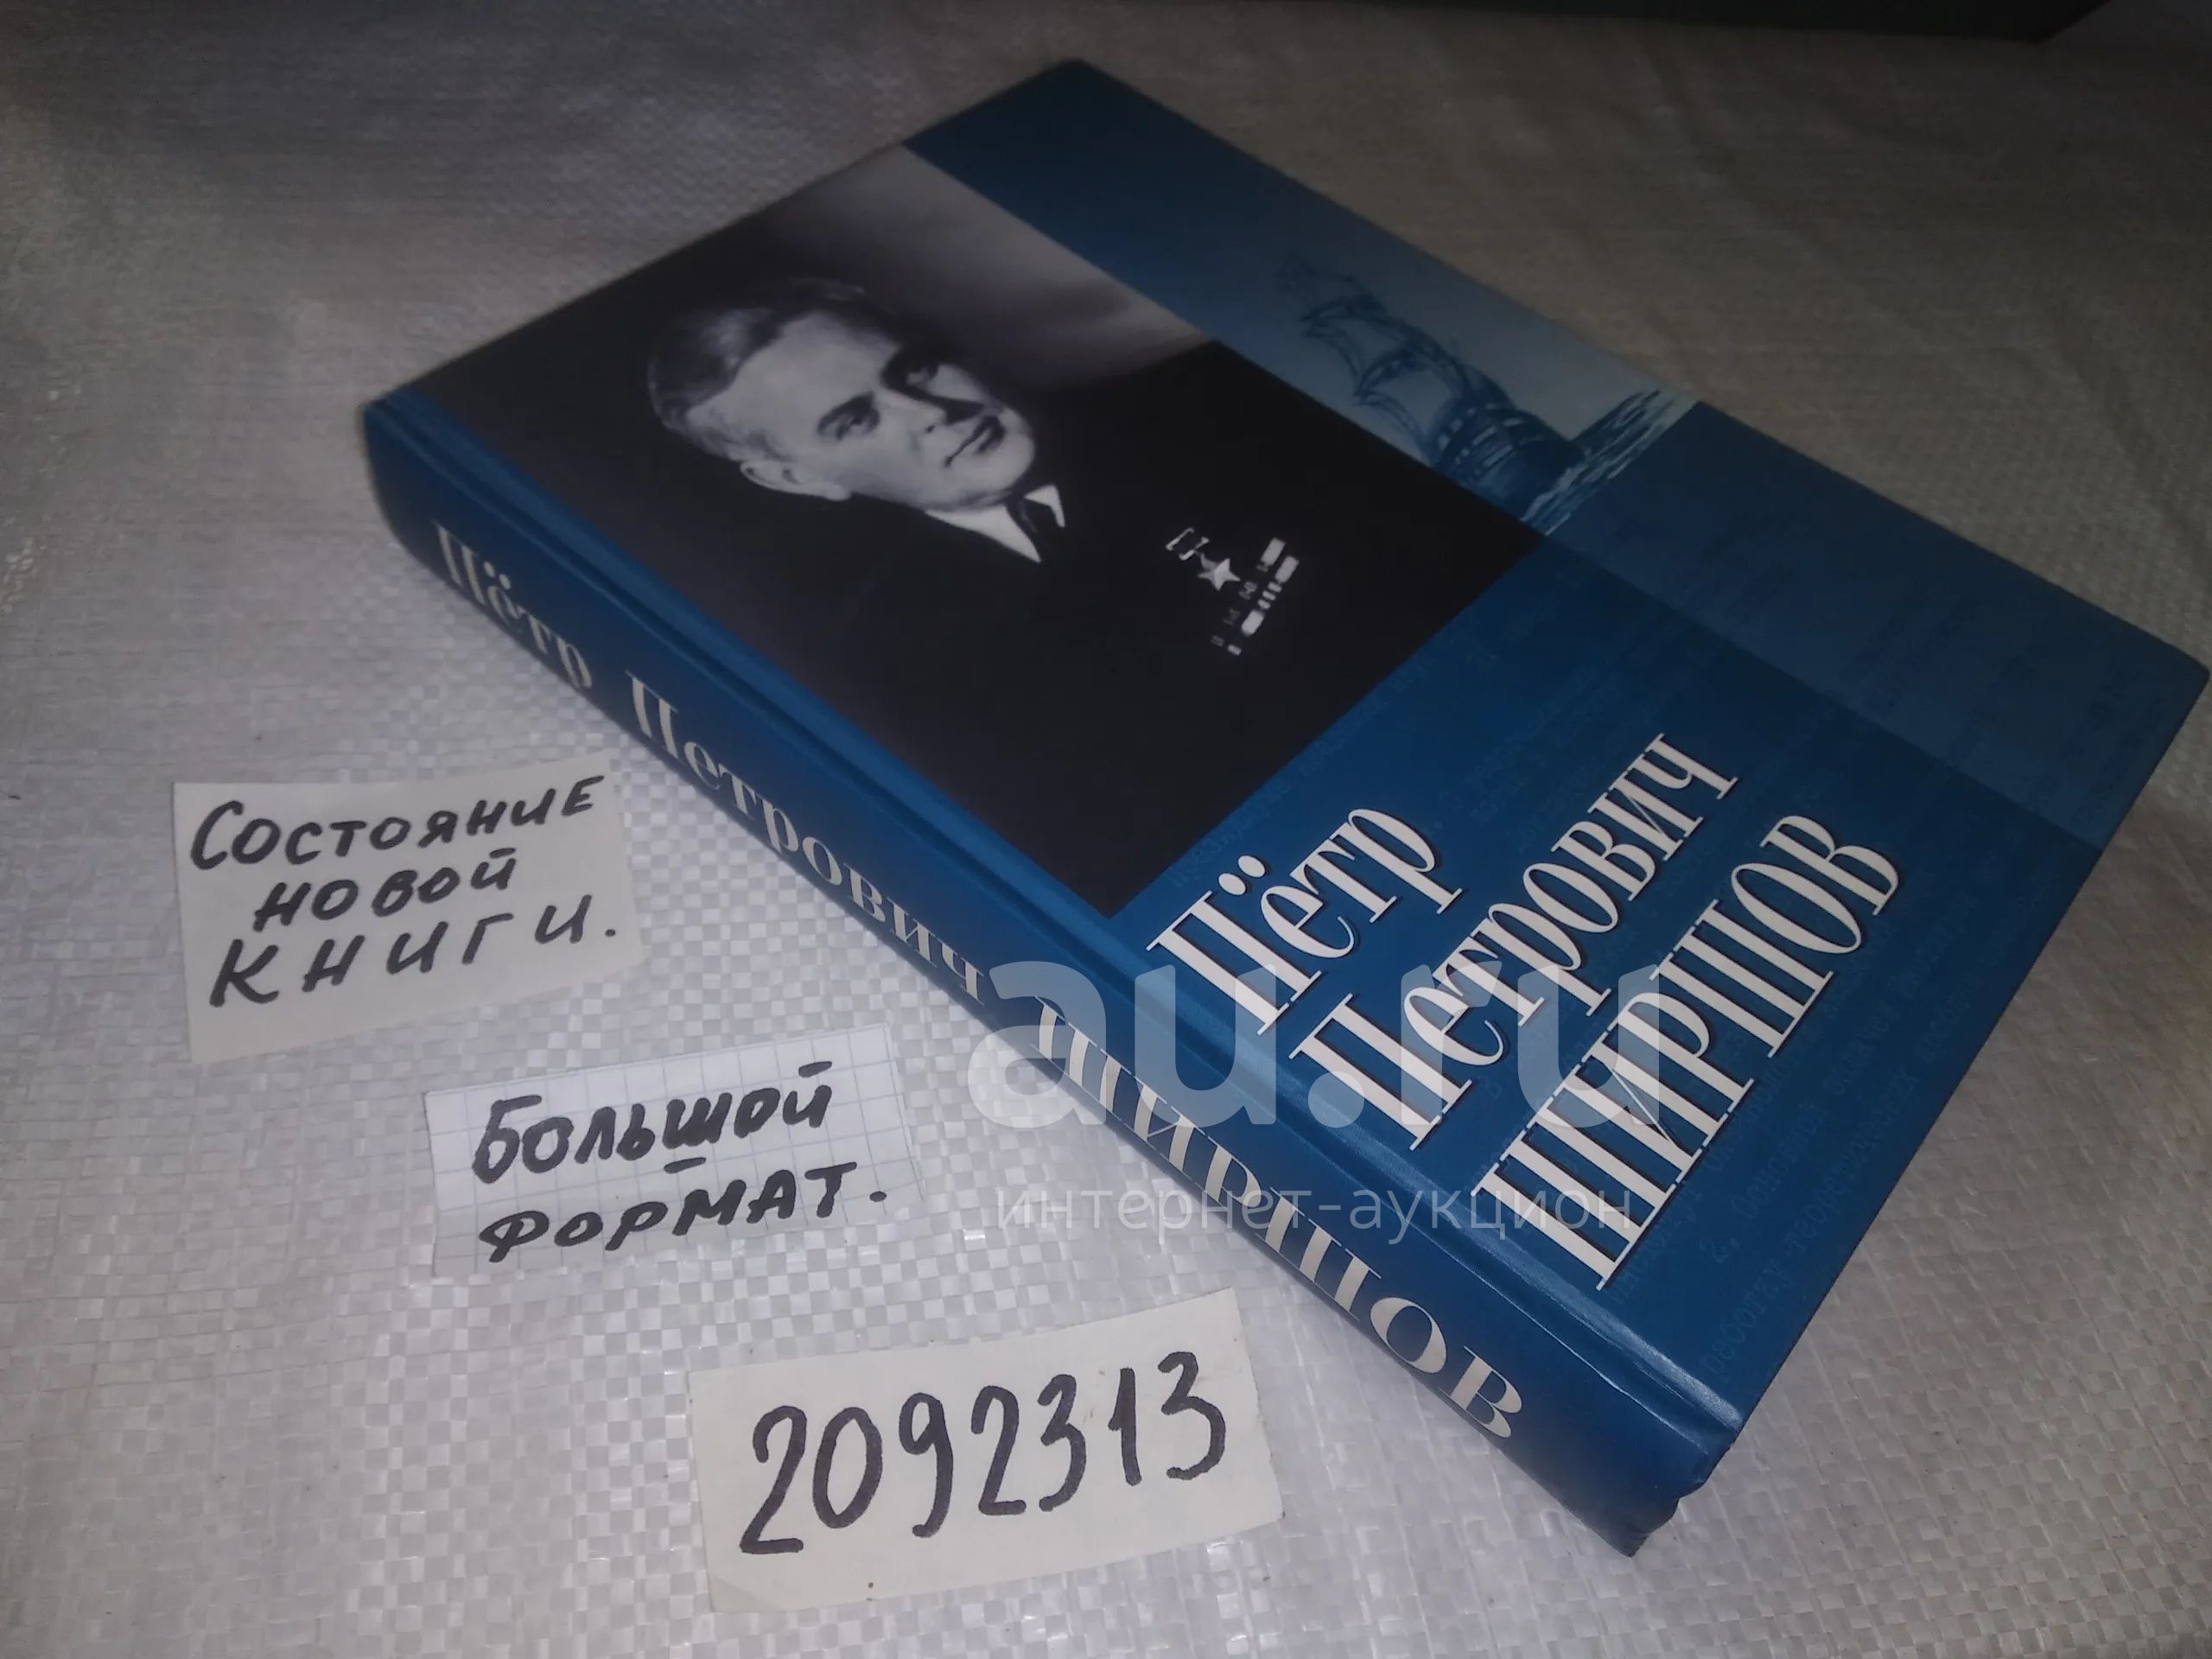 Пётр
Петрович
ШИРШОВ
Пётр Петрович ШИРШОВ
au.ru
интернет-аукцион
Состояние
новой
книги.
Большой
формат.
2092313